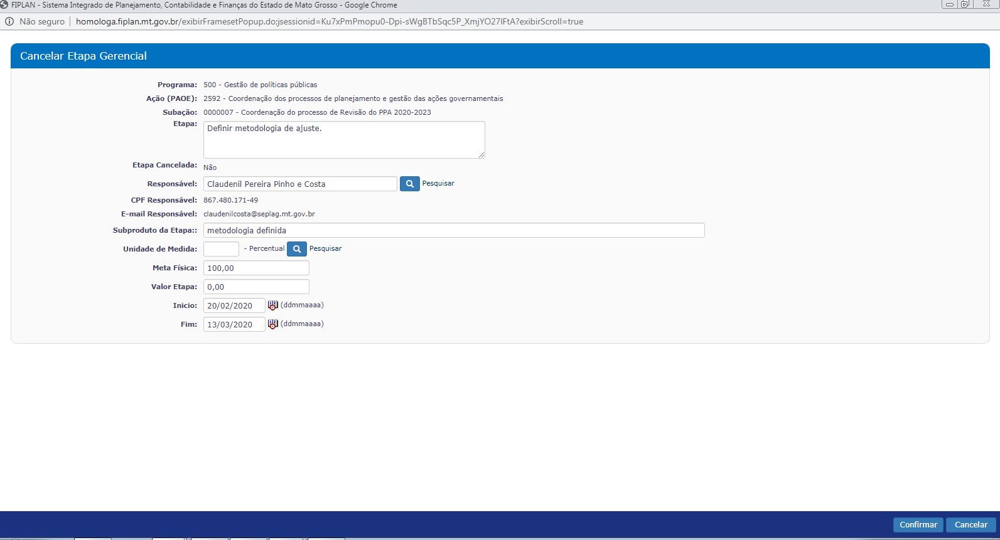 FIPLAN - Sistema Integrado de Planejamento, Contabilidade e Finanças do Estado de Mato Grosso - Google Chrome
Não seguro homologa.fiplan.mt.gov.br/exibirFramesetPopup.do;jsessionid=Ku7xPmPmopu0-Dpi-sWgBTbSqc5P_XmjYO27IFtA?exibirScroll=true
Cancelar Etapa Gerencial
Programa: 500 - Gestão de políticas públicas
Ação (PAOE): 2592 - Coordenação dos processos de planejamento e gestão das ações governamentais
Subação: 0000007 - Coordenação do processo de Revisão do PPA 2020-2023
Etapa: Definir metodologia de ajuste.
Etapa Cancelada: Não
Responsável: Claudenil Pereira Pinho e Costa Pesquisar
CPF Responsável: 867.480.171-49
E-mail Responsável: claudenilcosta@seplag.mt.gov.br
Subproduto da Etapa:: metodologia definida
Unidade de Medida: - Percentual Pesquisar
Meta Física: 100,00
Valor Etapa: 0,00
Inicio: 20/02/2020 (ddmmaaaa)
Fim: 13/03/2020 (ddmmaaaa)
Confirmar Cancelar